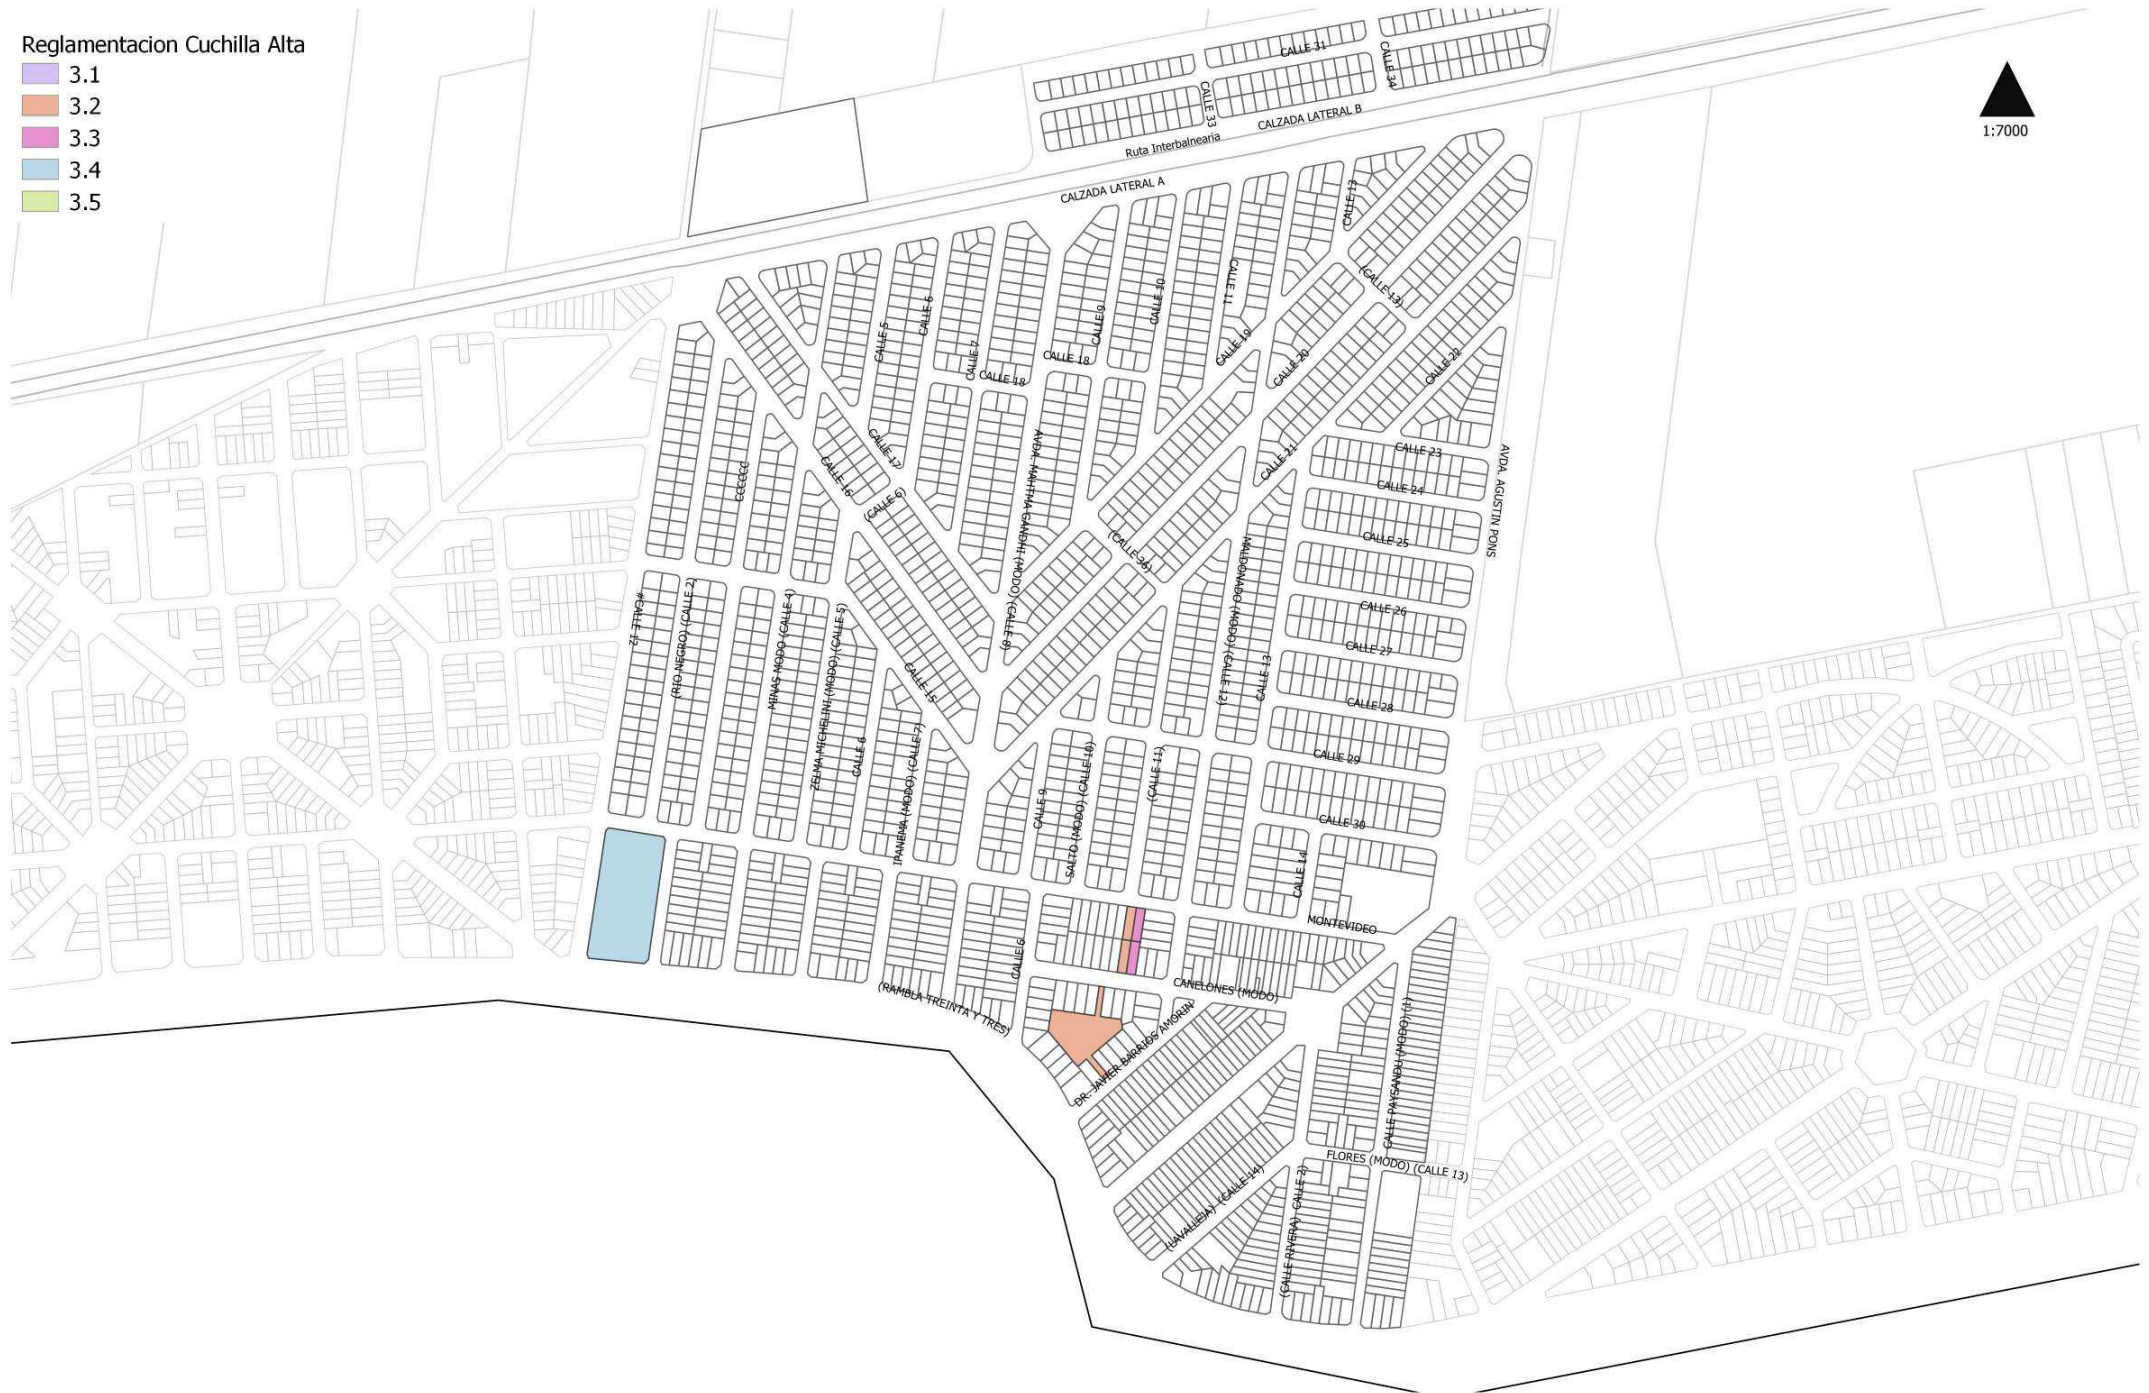 Reglamentacion Cuchilla Alta
3.1
3.2
3.3
3.4
3.5
1:7000
CALLE 31
CALLE 34
CALLE 33
CALZADA LATERAL B
Ruta Interbalnearia
CALZADA LATERAL A
CALLE 13
CALLE 11
CALLE 10
CALLE 9
(CALLE 13)
CALLE 6
CALLE 5
CALLE 7
CALLE 18
CALLE 18
CALLE 19
CALLE 20
CALLE 22
CALLE 17
CALLE 16
CCCCCC
(CALLE 6)
AVDA. MAHTMA GANDHI (MODO) (CALLE 8)
CALLE 21
CALLE 23
CALLE 24
AVDA. AGUSTIN PONS
CALLE 25
(CALLE 36)
CALLE 26
CALLE 27
CALLE 28
CALLE 29
CALLE 30
#CALLE 12
(RIO NEGRO) (CALLE 2)
MINAS MODO (CALLE 4)
ZELMA MICHELINI (MODO) (CALLE 5)
CALLE 6
CALLE 15
IPANEMA (MODO) (CALLE 7)
MALDONADO (MODO) (CALLE 12)
CALLE 13
CALLE 9
SALTO (MODO) (CALLE 10)
(CALLE 11)
CALLE 14
MONTEVIDEO
CALLE 6
(RAMBLA TREINTA Y TRES)
CANELONES (MODO)
DR. JAVIER BARRIOS AMORIN
CALLE PAYSANDU (MODO) (1)
FLORES (MODO) (CALLE 13)
(LAVALLEJA) (CALLE 14)
(CALLE RIVERA) CALLE 2)